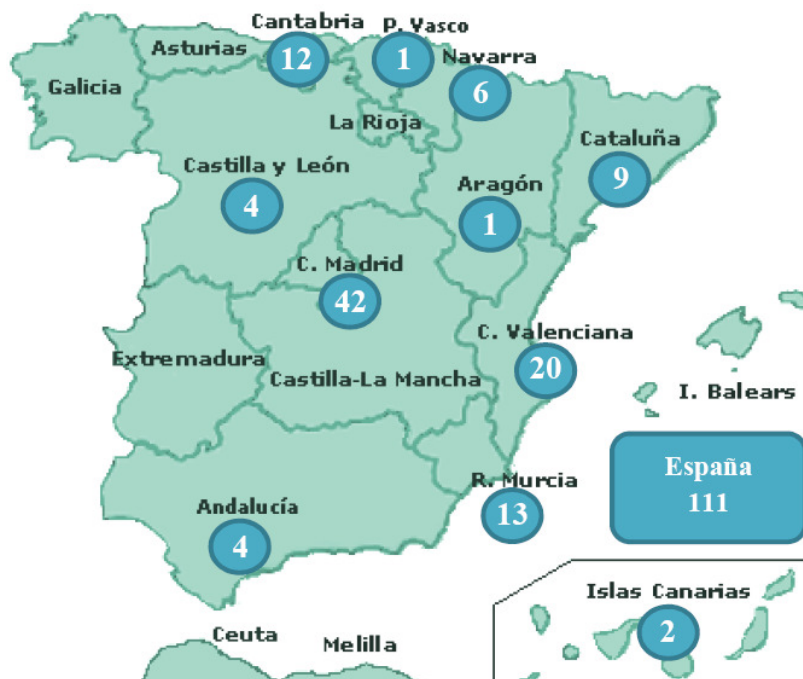 Cantabria
P. Vasco
Asturias
12
1
Navarra
Galicia
6
La Rioja
Cataluña
Castilla y León
9
Aragón
4
1
C. Madrid
42
C. Valenciana
Extremadura
20
Castilla-La Mancha
I. Balears
España
111
R. Murcia
Andalucía
13
4
Islas Canarias
2
Ceuta
Melilla